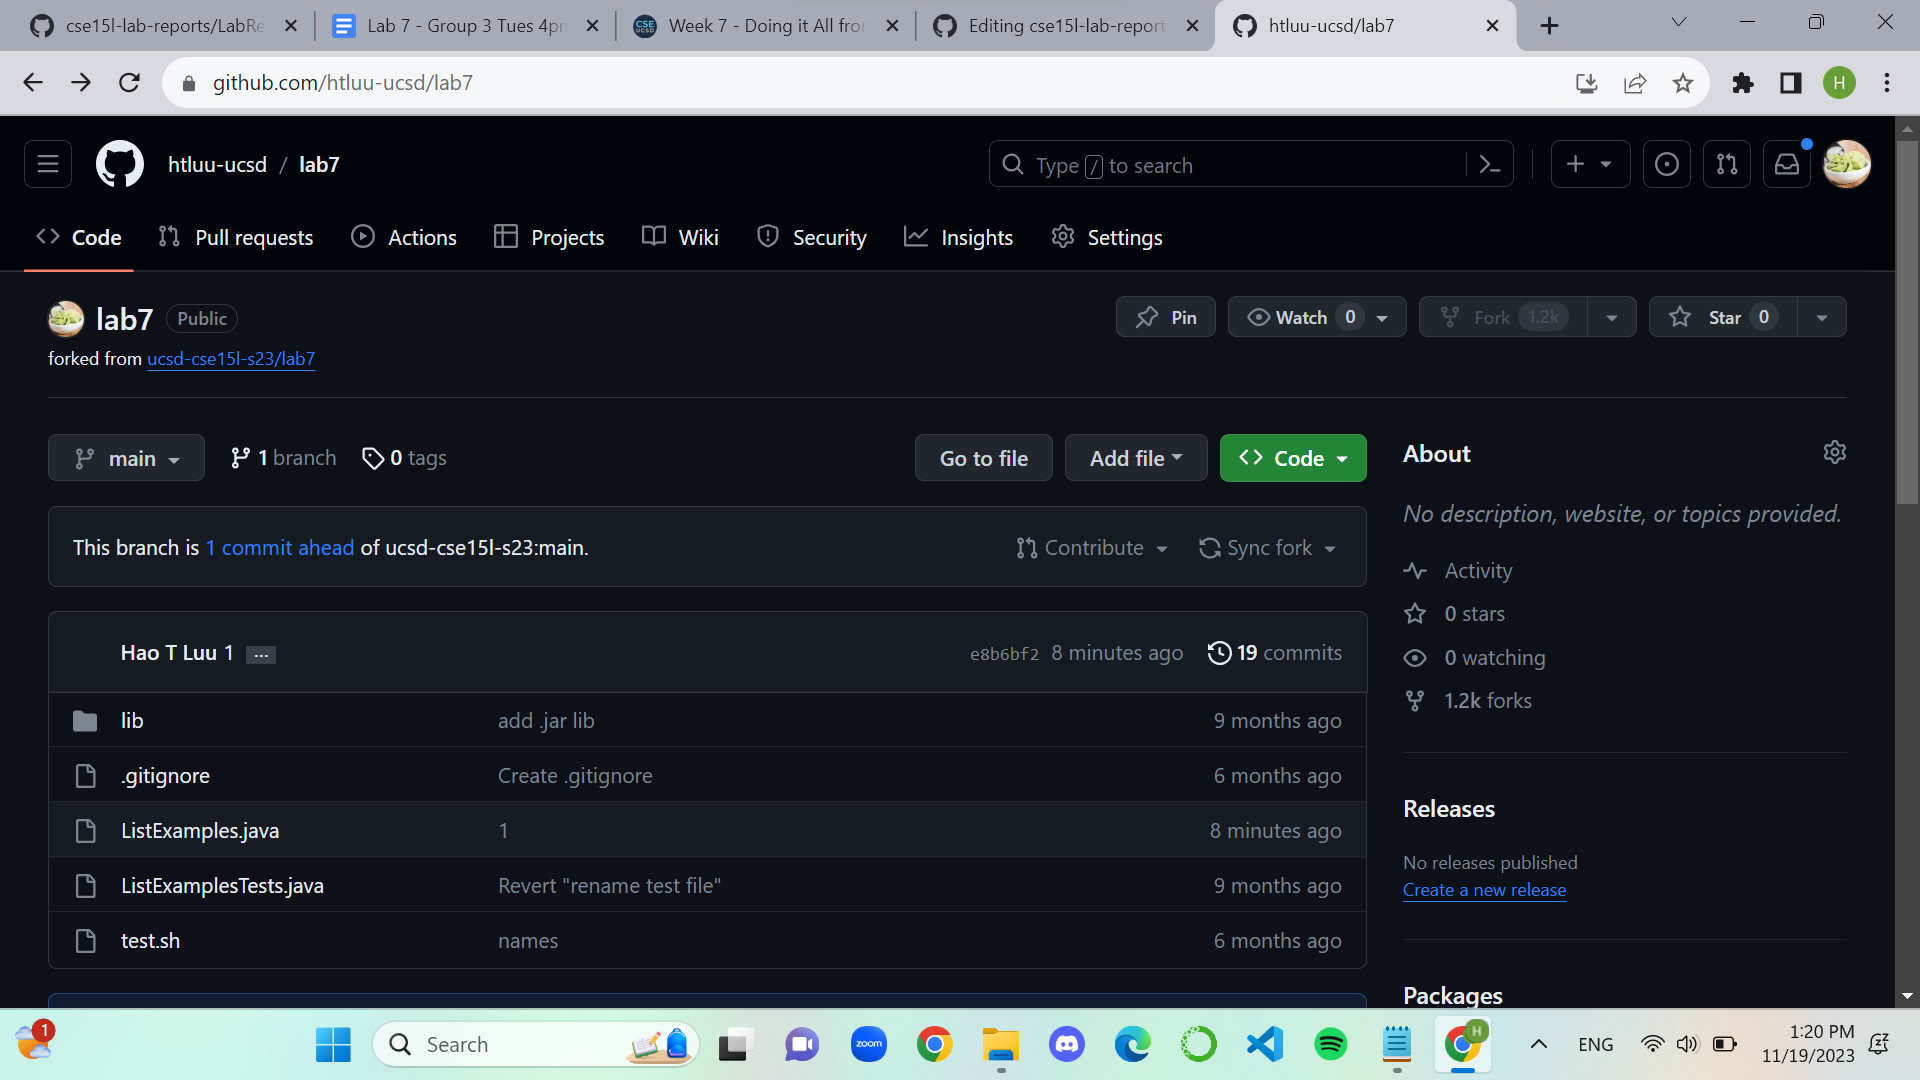 cse15l-lab-reports/LabRe
Lab 7 - Group 3 Tues 4pm
CSE UCSD
Week 7 - Doing it All fror
Editing cse15l-lab-report
htluu-ucsd/lab7
github.com/htluu-ucsd/lab7
H
htluu-ucsd / lab7
Type / to search
Code
Pull requests
Actions
Projects
Wiki
Security
Insights
Settings
lab7 Public
Pin
Watch 0
Fork 1.2k
Star 0
forked from ucsd-cse15l-s23/lab7
main
1 branch
0 tags
Go to file
Add file
Code
About
No description, website, or topics provided.
This branch is 1 commit ahead of ucsd-cse15l-s23:main.
Contribute
Sync fork
Activity
0 stars
0 watching
1.2k forks
Hao T Luu 1 ...
e8b6bf2 8 minutes ago
19 commits
lib add .jar lib 9 months ago
.gitignore Create .gitignore 6 months ago
ListExamples.java 1 8 minutes ago
ListExamplesTests.java Revert "rename test file" 9 months ago
test.sh names 6 months ago
Releases
No releases published
Create a new release
Packages
1
Search
zoom
H
ENG
1:20 PM
11/19/2023